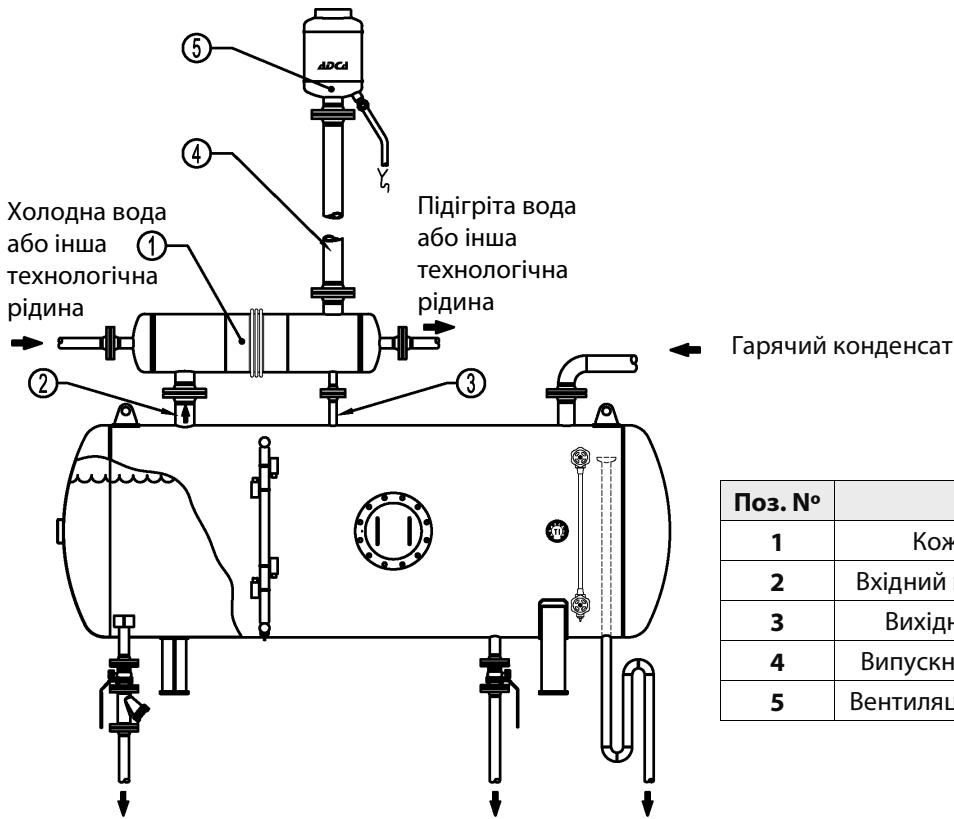 5
ADCA
4
Холодна вода
або інша
технологічна
рідина
1
Підігріта вода
або інша
технологічна
рідина
Гарячий конденсат
2
3
TI
Поз. №
1 Кож
2 Вхідний
3 Вихідн
4 Випускн
5 Вентиляц